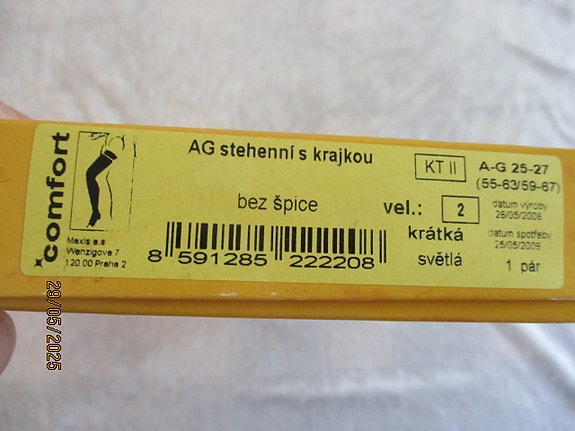 comfort
Maxis a.s
Wenzigova 7
120 00 Praha 2
AG stehenní s krajkou
bez špice
8 591285 222208
KT II
vel.: 2
krátká
světlá
A-G 25-27
(55-63/59-67)
datum výroby
26/05/2006
datum spotřeby
25/05/2009
1 pár
29/05/2025